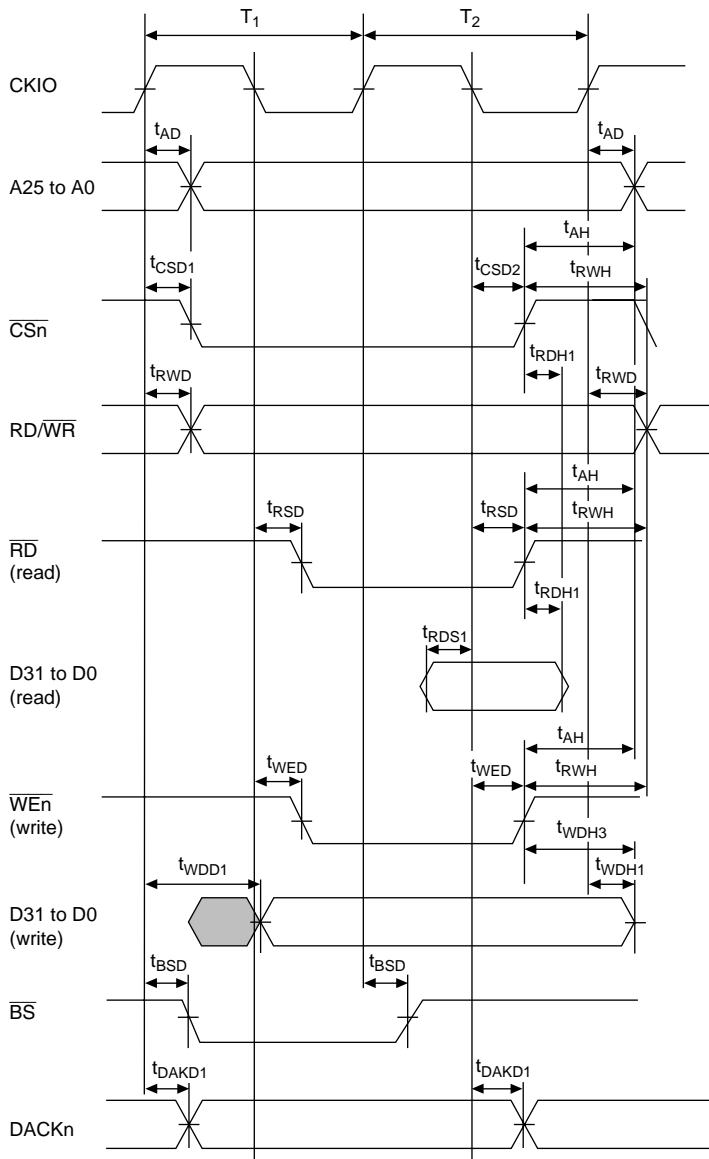 T1 T2
CKIO
tAD tAD
A25 to A0
tAH
tCSD1 tCSD2 tRWH
CSn
tRDH1
tRWD tRWD
RD/WR
tAH
tRSD tRSD tRWH
RD
(read)
tRDH1
tRDS1
D31 to D0
(read)
tAH
tWED tWED tRWH
WEn
(write)
tWDH3
tWDD1 tWDH1
D31 to D0
(write)
tBSD tBSD
BS
tDAKD1 tDAKD1
DACKn